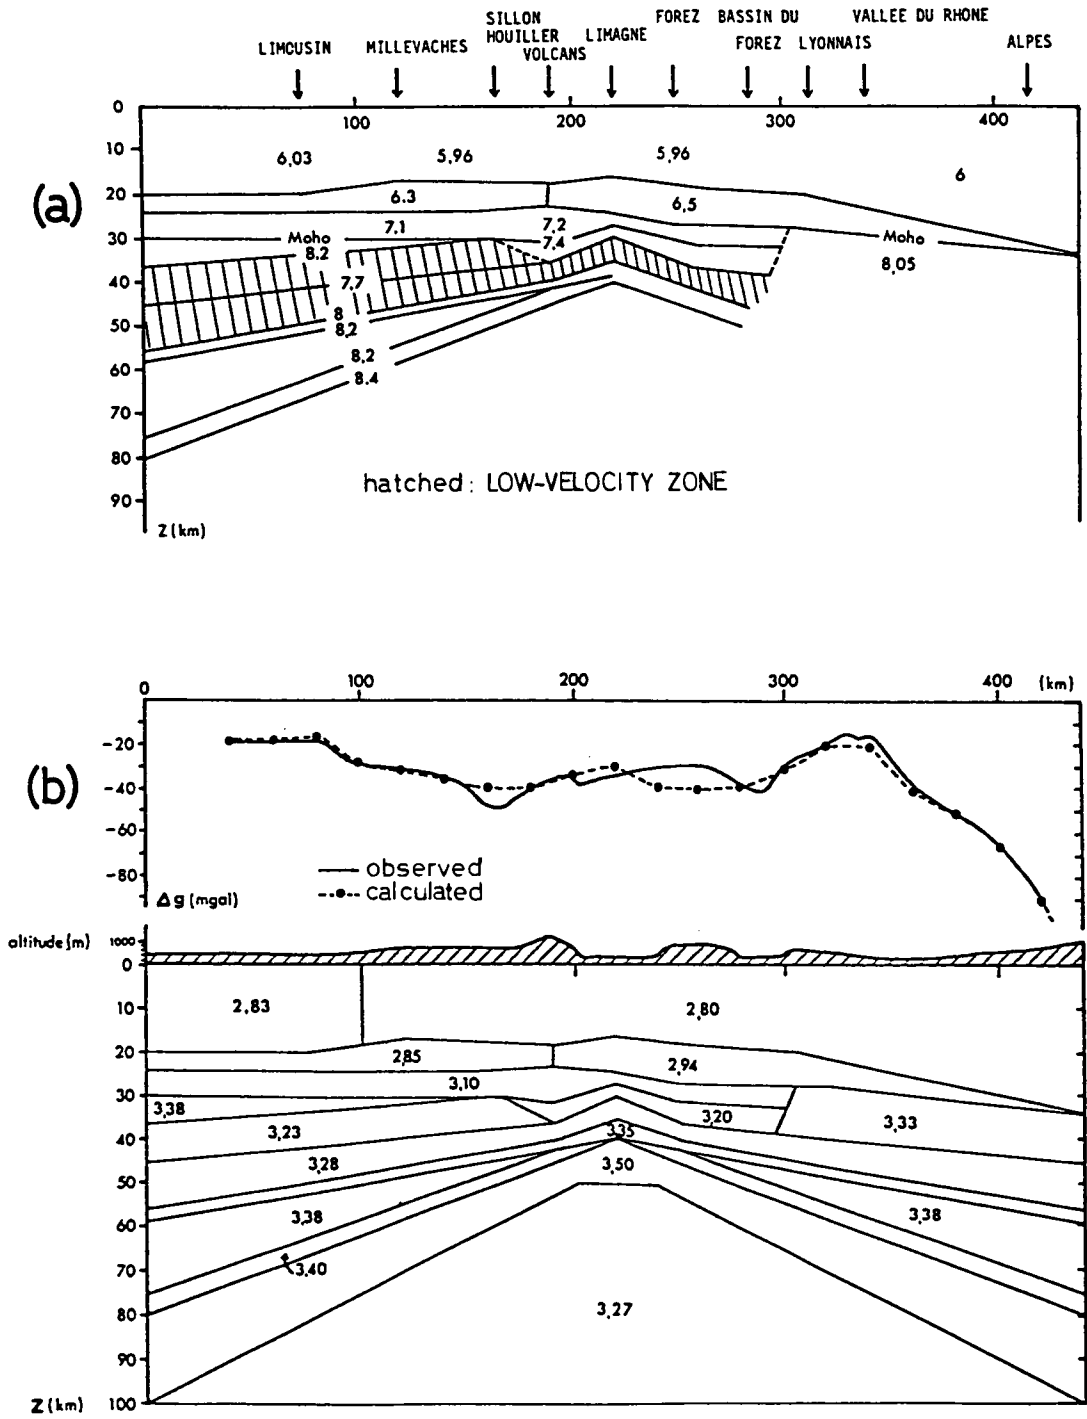 SILLON FOREZ BASSIN DU VALLEE DU RHONE
LIMOUSIN MILLEVACHES HOUILLER LIMAGNE FOREZ LYONNAIS ALPES
VOLCANS
(a)
0 100 200 300 400
10 6,03 5,96 5,96
6
20 6.3 6,5
7.1 7,2
30 Moho 7,4 Moho
8.2 8,05
40 7,7
8
50 8,2
8,2
60 8.4
70
80
hatched: LOW-VELOCITY ZONE
90
Z (km)
0 100 200 300 400 (km)
-20
(b)
-40
-60
observed
-80 calculated
Δg (mgal)
altitude (m) 1000
0
10 2,83 2,80
20 2,85 2,94
3,10
30 3,38 3,20 3,33
3,23
40 3,35
3,28 3,50
50
3,38 3,38
60
3,40
70
80 3,27
90
Z (km) 100